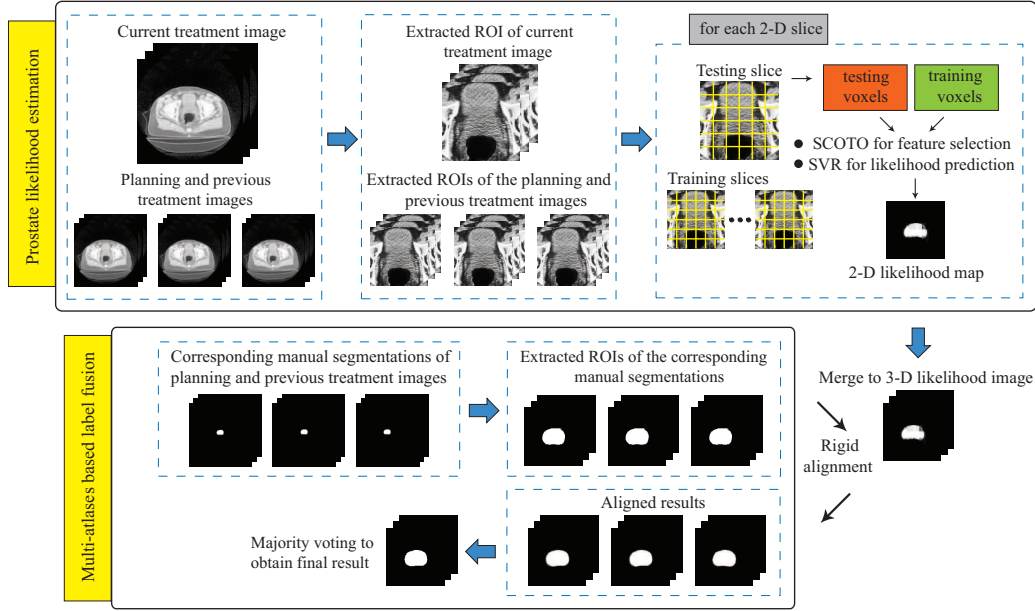 Prostate likelihood estimation
Current treatment image
Planning and previous
treatment images
Extracted ROI of current
treatment image
Extracted ROIs of the planning and
previous treatment images
for each 2-D slice
Testing slice
testing
voxels
training
voxels
● SCOTO for feature selection
● SVR for likelihood prediction
Training slices
2-D likelihood map
Merge to 3-D likelihood image
Rigid
alignment
Multi-atlases based label fusion
Corresponding manual segmentations of
planning and previous treatment images
Extracted ROIs of the corresponding
manual segmentations
Aligned results
Majority voting to
obtain final result